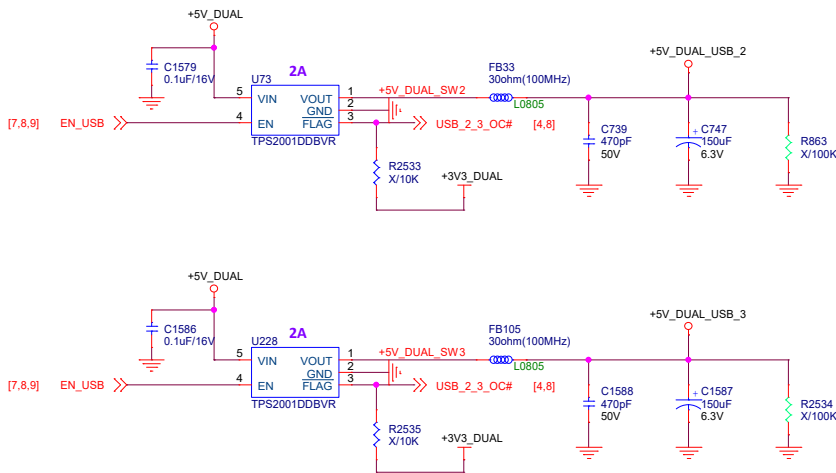 +5V_DUAL
C1579
0.1uF/16V
U73
2A
5
VIN
VOUT
1
GND
2
4
EN
FLAG
3
TPS2001DDBVR
[7,8,9]
EN_USB
+5V_DUAL_SW2
USB_2_3_OC#
[4,8]
R2533
X/10K
+3V3_DUAL
FB33
30ohm(100MHz)
L0805
+5V_DUAL_USB_2
C739
470pF
50V
+
C747
150uF
6.3V
R863
X/100K
+5V_DUAL
C1586
0.1uF/16V
U228
2A
5
VIN
VOUT
1
GND
2
4
EN
FLAG
3
TPS2001DDBVR
[7,8,9]
EN_USB
+5V_DUAL_SW3
USB_2_3_OC#
[4,8]
R2535
X/10K
+3V3_DUAL
FB105
30ohm(100MHz)
L0805
+5V_DUAL_USB_3
C1588
470pF
50V
+
C1587
150uF
6.3V
R2534
X/100K